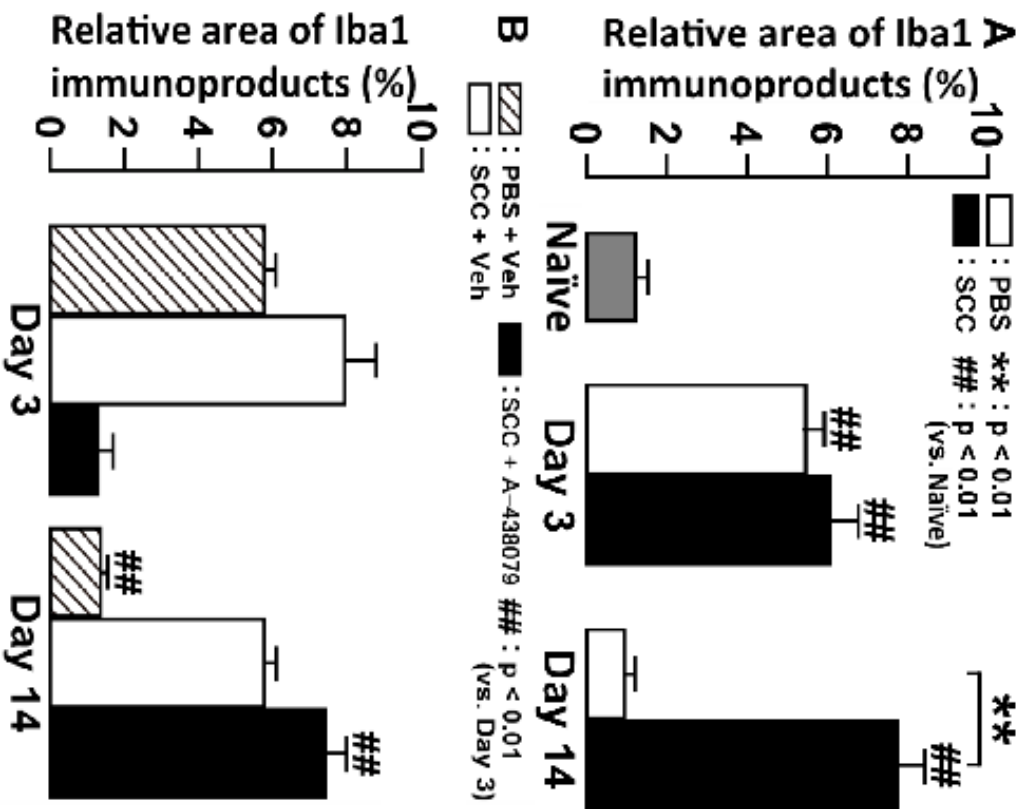 A
Relative area of Iba1
immunoproducts (%)
10
8
6
4
2
0
: PBS ** : p < 0.01
: SCC ## : p < 0.01
(vs. Naïve)
##
##
**
##
Naïve Day 3 Day 14
B
: PBS + Veh : SCC + A-438079 ## : p < 0.01
: SCC + Veh (vs. Day 3)
Relative area of Iba1
immunoproducts (%)
10
8
6
4
2
0
##
##
Day 3 Day 14